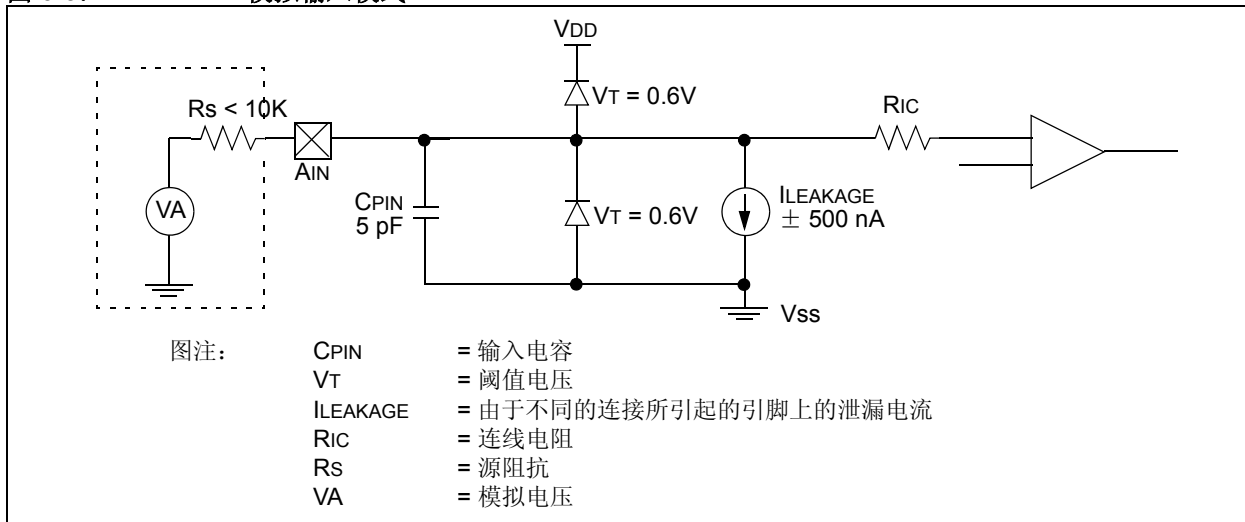 VDD
VT = 0.6V
Rs < 10K
RIC
AIN
VA
CPIN
5 pF
VT = 0.6V
ILEAKAGE
± 500 nA
Vss
图注： CPIN = 输入电容
VT = 阈值电压
ILEAKAGE = 由于不同的连接所引起的引脚上的泄漏电流
RIC = 连线电阻
RS = 源阻抗
VA = 模拟电压